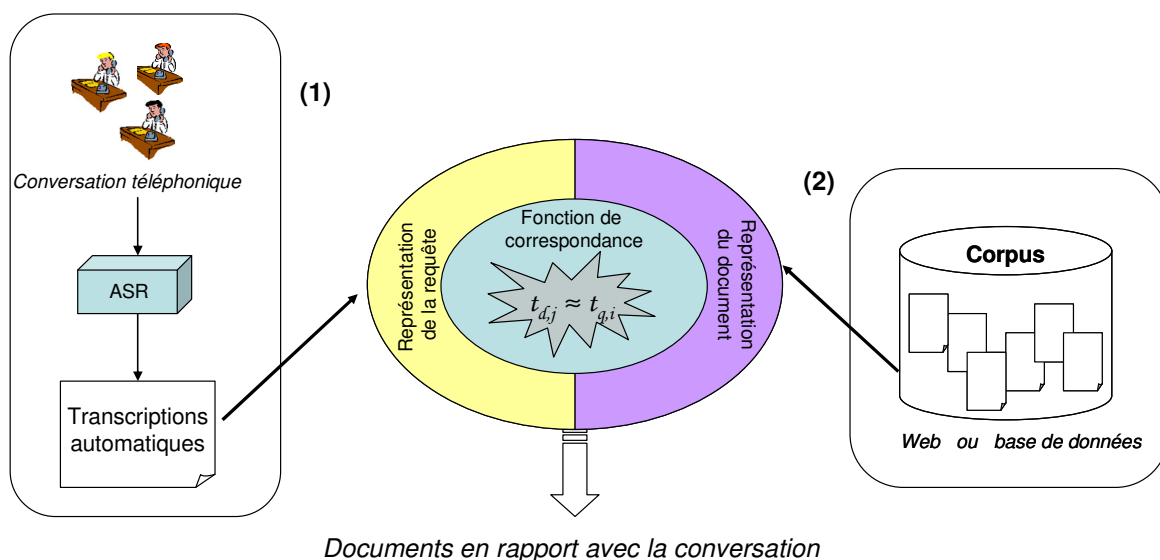 (1)
Conversation téléphonique
ASR
Transcriptions
automatiques
Représentation
de la requête
Fonction de
correspondance
t_{d,j} ≈ t_{q,i}
Représentation
du document
(2)
Corpus
Web ou base de données
Documents en rapport avec la conversation